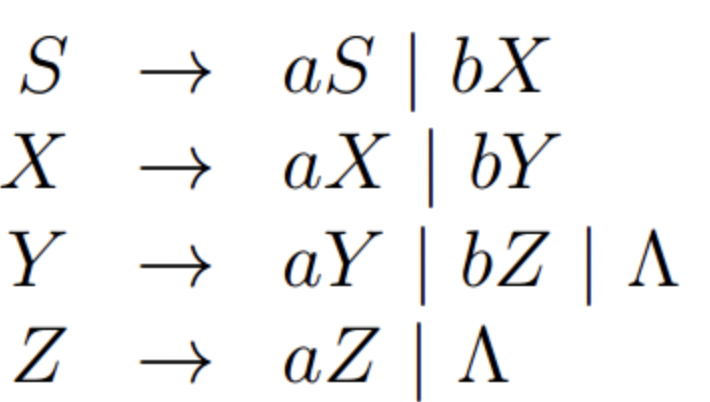 S → aS | bX
X → aX | bY
Y → aY | bZ | Λ
Z → aZ | Λ